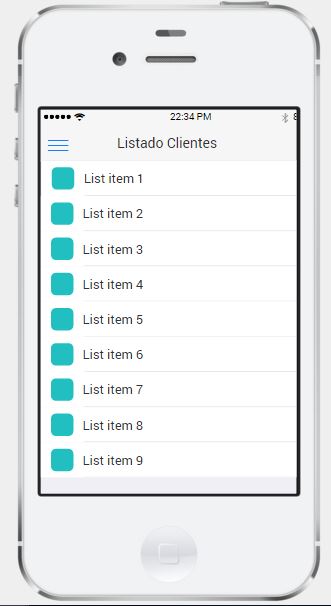 22:34 PM
Listado Clientes
List item 1
List item 2
List item 3
List item 4
List item 5
List item 6
List item 7
List item 8
List item 9